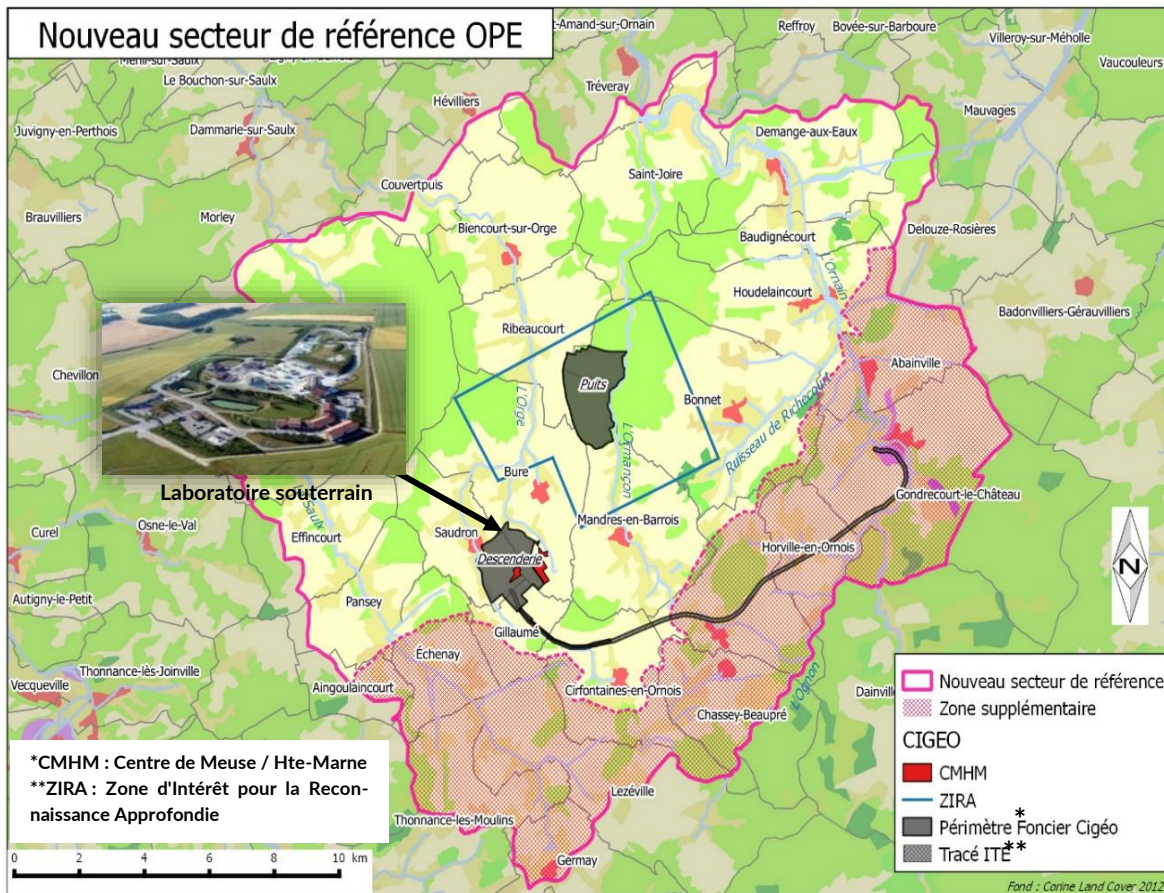 Nouveau secteur de référence OPE
St-Amand-sur-Ornain
Reffroy
Bovée-sur-Barboure
Villeroy-sur-Méholle
Vaucouleurs
Le Bouchon-sur-Saulx
Tréveray
Hévilliers
Mauvages
Juvigny-en-Perthois
Dammarie-sur-Saulx
Demange-aux-Eaux
Saint-Joire
Couvertpuis
Brauvilliers
Morley
Biencourt-sur-Orge
Baudignécourt
Delouze-Rosières
L'Ornain
Houdelaincourt
Badonvilliers-Gérauvilliers
Ribeaucourt
Chevillon
Abainville
Puits
L'Orge
Bonnet
Ruisseau de Richecourt
L'Ormançon
Bure
Laboratoire souterrain
Gondrecourt-le-Château
Saulx
Mandres-en-Barrois
Curel
Osne-le-Val
Effincourt
Saudron
Horville-en-Ornois
Descenderie
N
Autigny-le-Petit
Pansey
Gillaumé
Échenay
Thonnance-lès-Joinville
Vecqueville
Aingoulaincourt
Cirfontaines-en-Ornois
L'Ognon
Dainville
Chassey-Beaupré
Nouveau secteur de référence
Zone supplémentaire
CIGEO
CMHM
ZIRA
Périmètre Foncier Cigéo *
Tracé ITE **
*CMHM : Centre de Meuse / Hte-Marne
**ZIRA : Zone d'Intérêt pour la Recon-
naissance Approfondie
Lezéville
Thonnance-les-Moulins
Germay
0 2 4 6 8 10 km
Fond : Corine Land Cover 2012